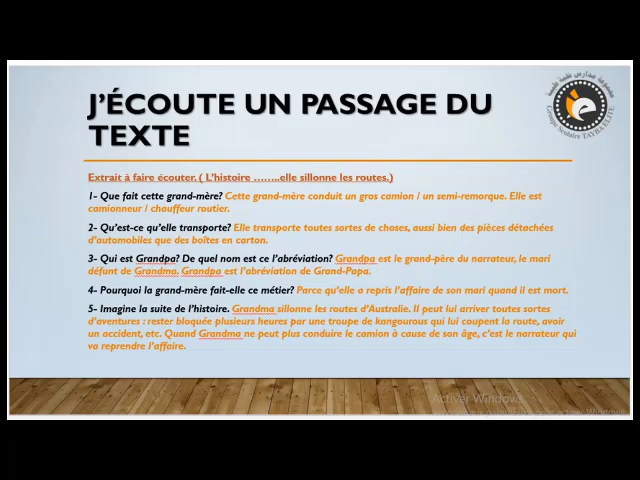 J'ÉCOUTE UN PASSAGE DU
TEXTE
Extrait à faire écouter. ( L'histoire ……..elle sillonne les routes.)
1- Que fait cette grand-mère? Cette grand-mère conduit un gros camion / un semi-remorque. Elle est
camionneur / chauffeur routier.
2- Qu'est-ce qu'elle transporte? Elle transporte toutes sortes de choses, aussi bien des pièces détachées
d'automobiles que des boîtes en carton.
3- Qui est Grandpa? De quel nom est ce l'abréviation? Grandpa est le grand-père du narrateur, le mari
défunt de Grandma. Grandpa est l'abréviation de Grand-Papa.
4- Pourquoi la grand-mère fait-elle ce métier? Parce qu'elle a repris l'affaire de son mari quand il est mort.
5- Imagine la suite de l'histoire. Grandma sillonne les routes d'Australie. Il peut lui arriver toutes sortes
d'aventures : rester bloquée plusieurs heures par une troupe de kangourous qui lui coupent la route, avoir
un accident, etc. Quand Grandma ne peut plus conduire le camion à cause de son âge, c'est le narrateur qui
va reprendre l'affaire.
مجموعة مدارس طيبة
Groupe Scolaire TAYBA ELITE
Activer Windows